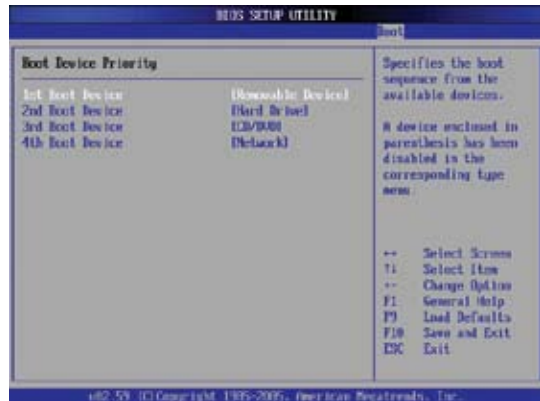 BIOS SETUP UTILITY
Boot
Boot Device Priority
1st Boot Device [Removable Device]
2nd Boot Device [Hard Drive]
3rd Boot Device [CD/DVD]
4th Boot Device [Network]
Specifies the boot
sequence from the
available devices.
A device enclosed in
parenthesis has been
disabled in the
corresponding type
menu.
↔ Select Screen
↑↓ Select Item
+- Change Option
F1 General Help
F9 Load Defaults
F10 Save and Exit
ESC Exit
v02.59 (C)Copyright 1985-2005, American Megatrends, Inc.